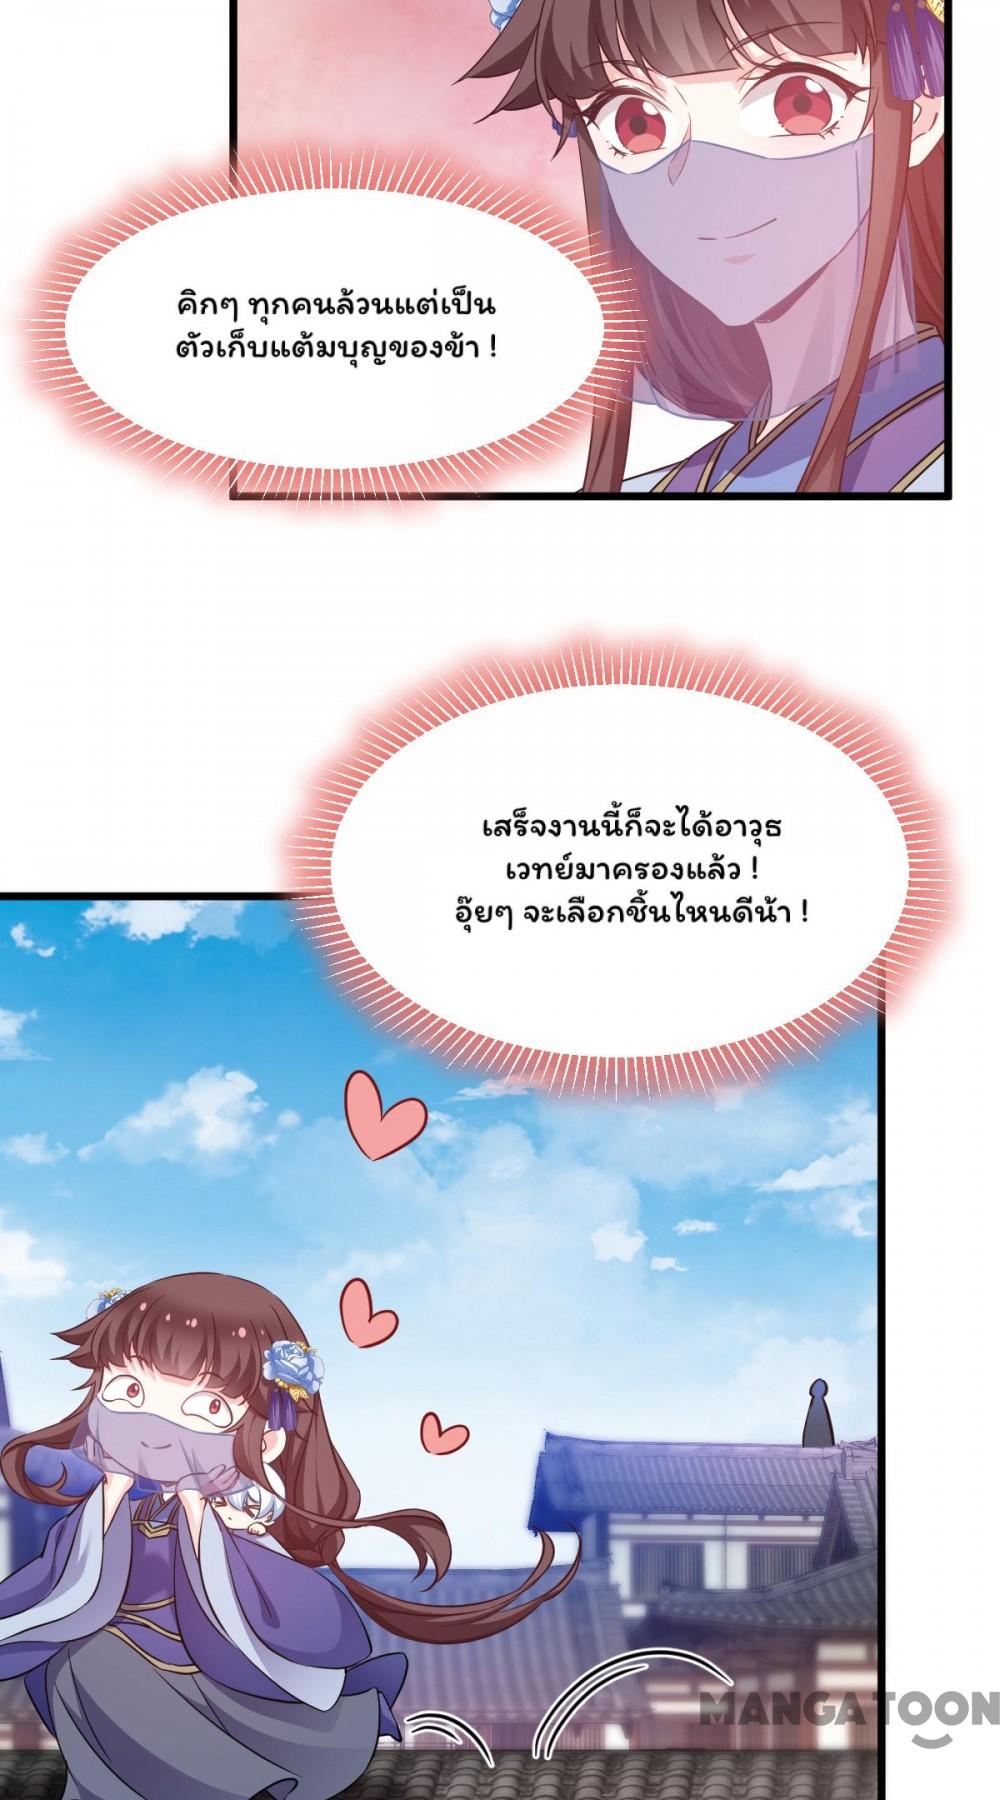 คิกๆ ทุกคนล้วนแต่เป็น
ตัวเก็บแต้มบุญของข้า !
เสร็จงานนี้ก็จะได้อาวุธ
เวทย์มาครองแล้ว !
อุ๊ยๆ จะเลือกชิ้นไหนดีน้า !
MANGATOON